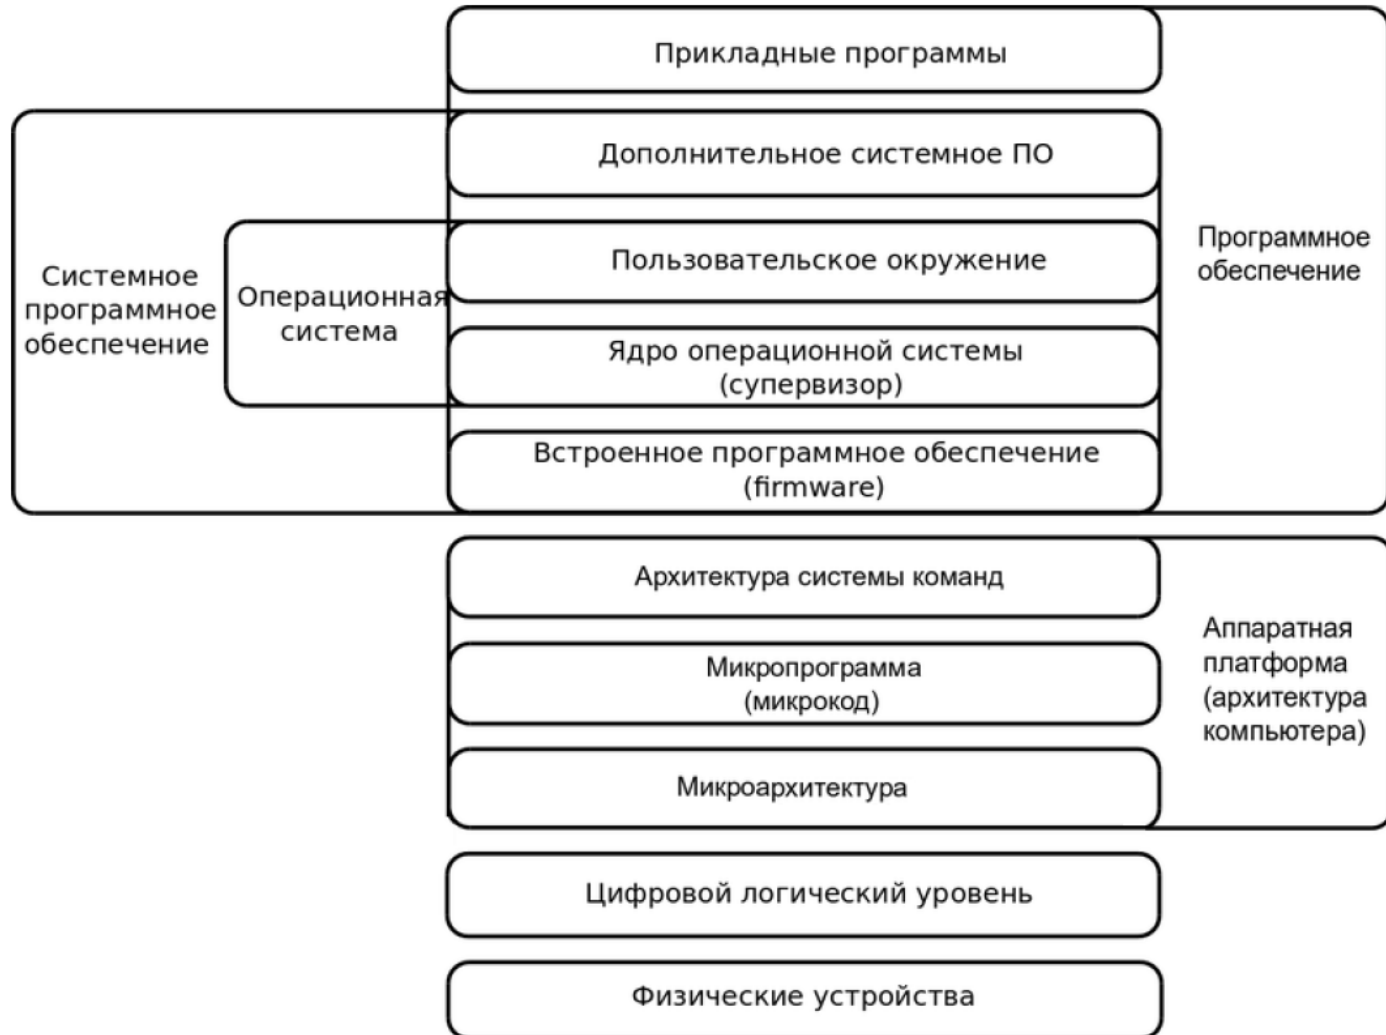 Прикладные программы
Дополнительное системное ПО
Пользовательское окружение
Программное
обеспечение
Системное
программное
обеспечение
Операционная
система
Ядро операционной системы
(супервизор)
Встроенное программное обеспечение
(firmware)
Архитектура системы команд
Микропрограмма
(микрокод)
Микроархитектура
Аппаратная
платформа
(архитектура
компьютера)
Цифровой логический уровень
Физические устройства